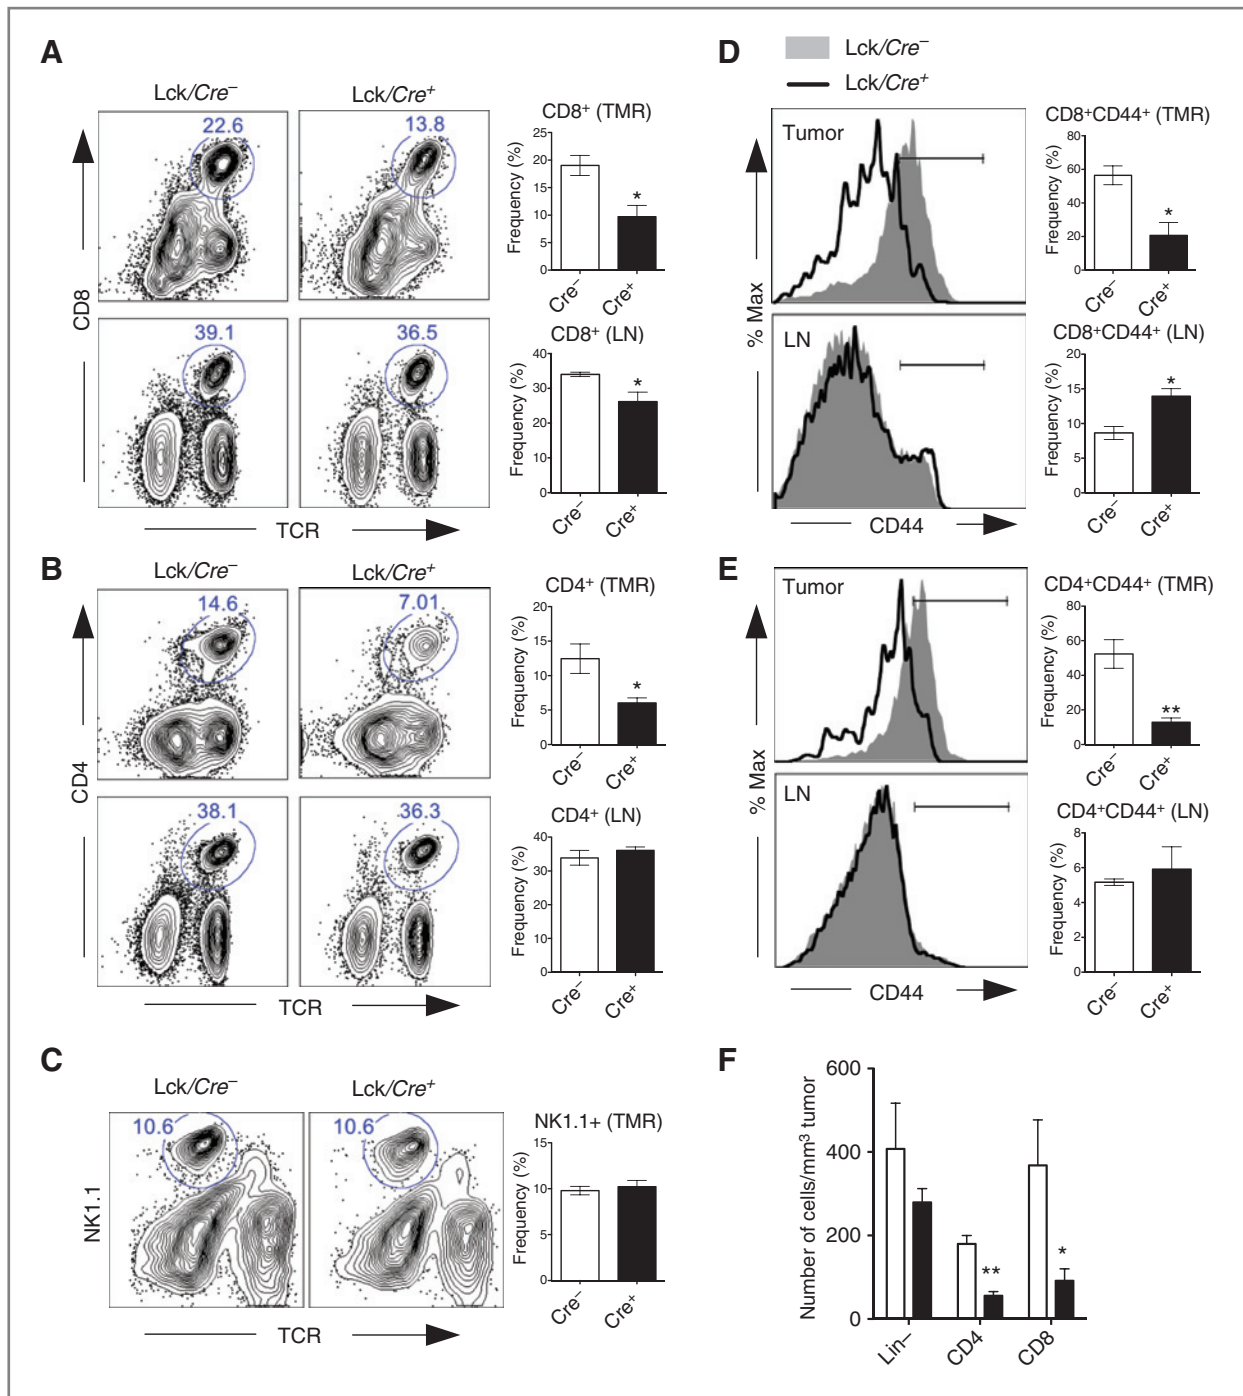 A
Lck/Cre⁻
Lck/Cre⁺
22.6
13.8
CD8⁺ (TMR)
Frequency (%)
25
20
15
10
5
0
*
Cre⁻
Cre⁺
CD8
39.1
36.5
CD8⁺ (LN)
Frequency (%)
40
30
20
10
0
*
Cre⁻
Cre⁺
TCR
B
Lck/Cre⁻
Lck/Cre⁺
14.6
7.01
CD4⁺ (TMR)
Frequency (%)
20
15
10
5
0
*
Cre⁻
Cre⁺
CD4
38.1
36.3
CD4⁺ (LN)
Frequency (%)
40
30
20
10
0
Cre⁻
Cre⁺
TCR
C
Lck/Cre⁻
Lck/Cre⁺
10.6
10.6
NK1.1+ (TMR)
Frequency (%)
15
10
5
0
Cre⁻
Cre⁺
NK1.1
TCR
D
Lck/Cre⁻
Lck/Cre⁺
Tumor
CD8⁺CD44⁺ (TMR)
Frequency (%)
80
60
40
20
0
*
Cre⁻
Cre⁺
% Max
LN
CD8⁺CD44⁺ (LN)
Frequency (%)
20
15
10
5
0
*
Cre⁻
Cre⁺
CD44
E
Tumor
CD4⁺CD44⁺ (TMR)
Frequency (%)
80
60
40
20
0
**
Cre⁻
Cre⁺
% Max
LN
CD4⁺CD44⁺ (LN)
Frequency (%)
8
6
4
2
0
Cre⁻
Cre⁺
CD44
F
Number of cells/mm³ tumor
600
400
200
0
**
*
Lin–
CD4
CD8